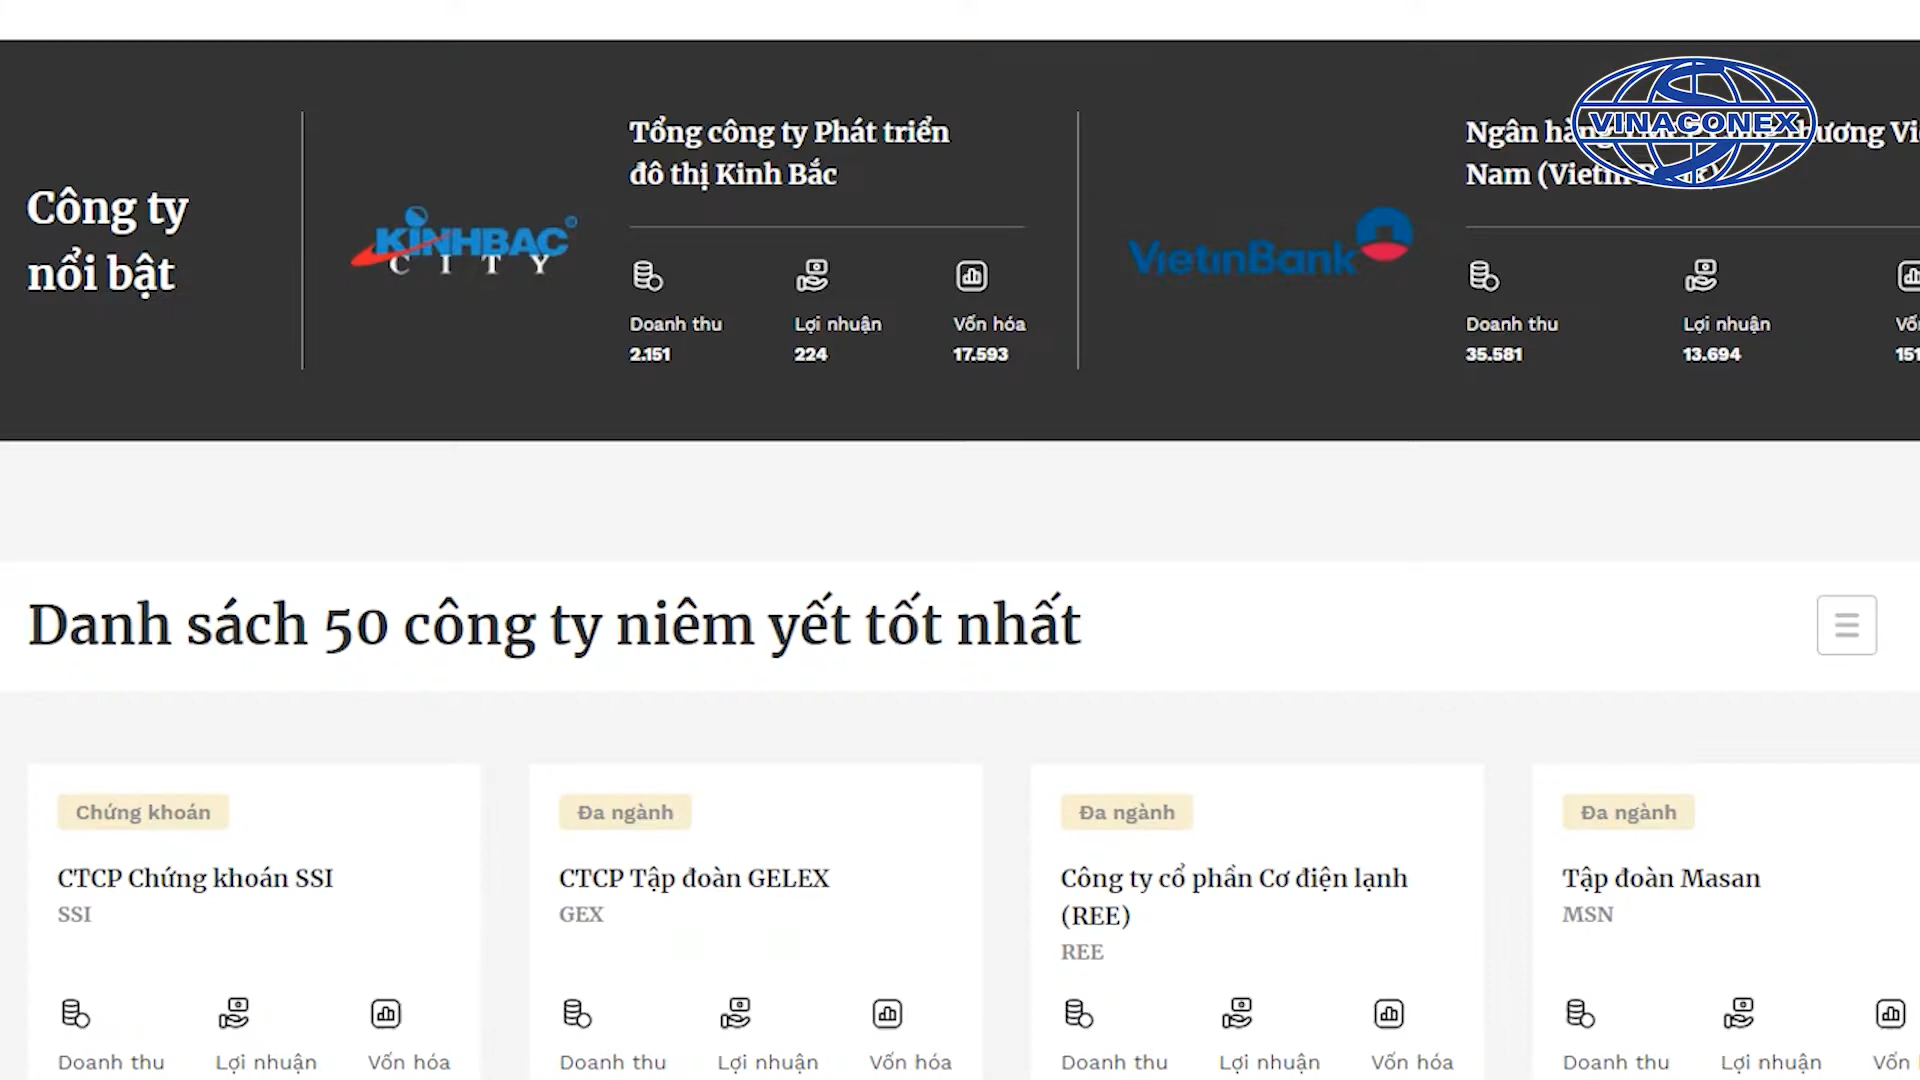 VINACONEX
Công ty
nổi bật
KINHBAC
CITY
Tổng công ty Phát triển
đô thị Kinh Bắc
Doanh thu
2.151
Lợi nhuận
224
Vốn hóa
17.593
VietinBank
Ngân hàng
Nam
Doanh thu
35.581
Lợi nhuận
13.694
Danh sách 50 công ty niêm yết tốt nhất
Chứng khoán
CTCP Chứng khoán SSI
SSI
Doanh thu
Lợi nhuận
Vốn hóa
Đa ngành
CTCP Tập đoàn GELEX
GEX
Doanh thu
Lợi nhuận
Vốn hóa
Đa ngành
Công ty cổ phần Cơ điện lạnh
(REE)
REE
Doanh thu
Lợi nhuận
Vốn hóa
Đa ngành
Tập đoàn Masan
MSN
Doanh thu
Lợi nhuận
Vốn